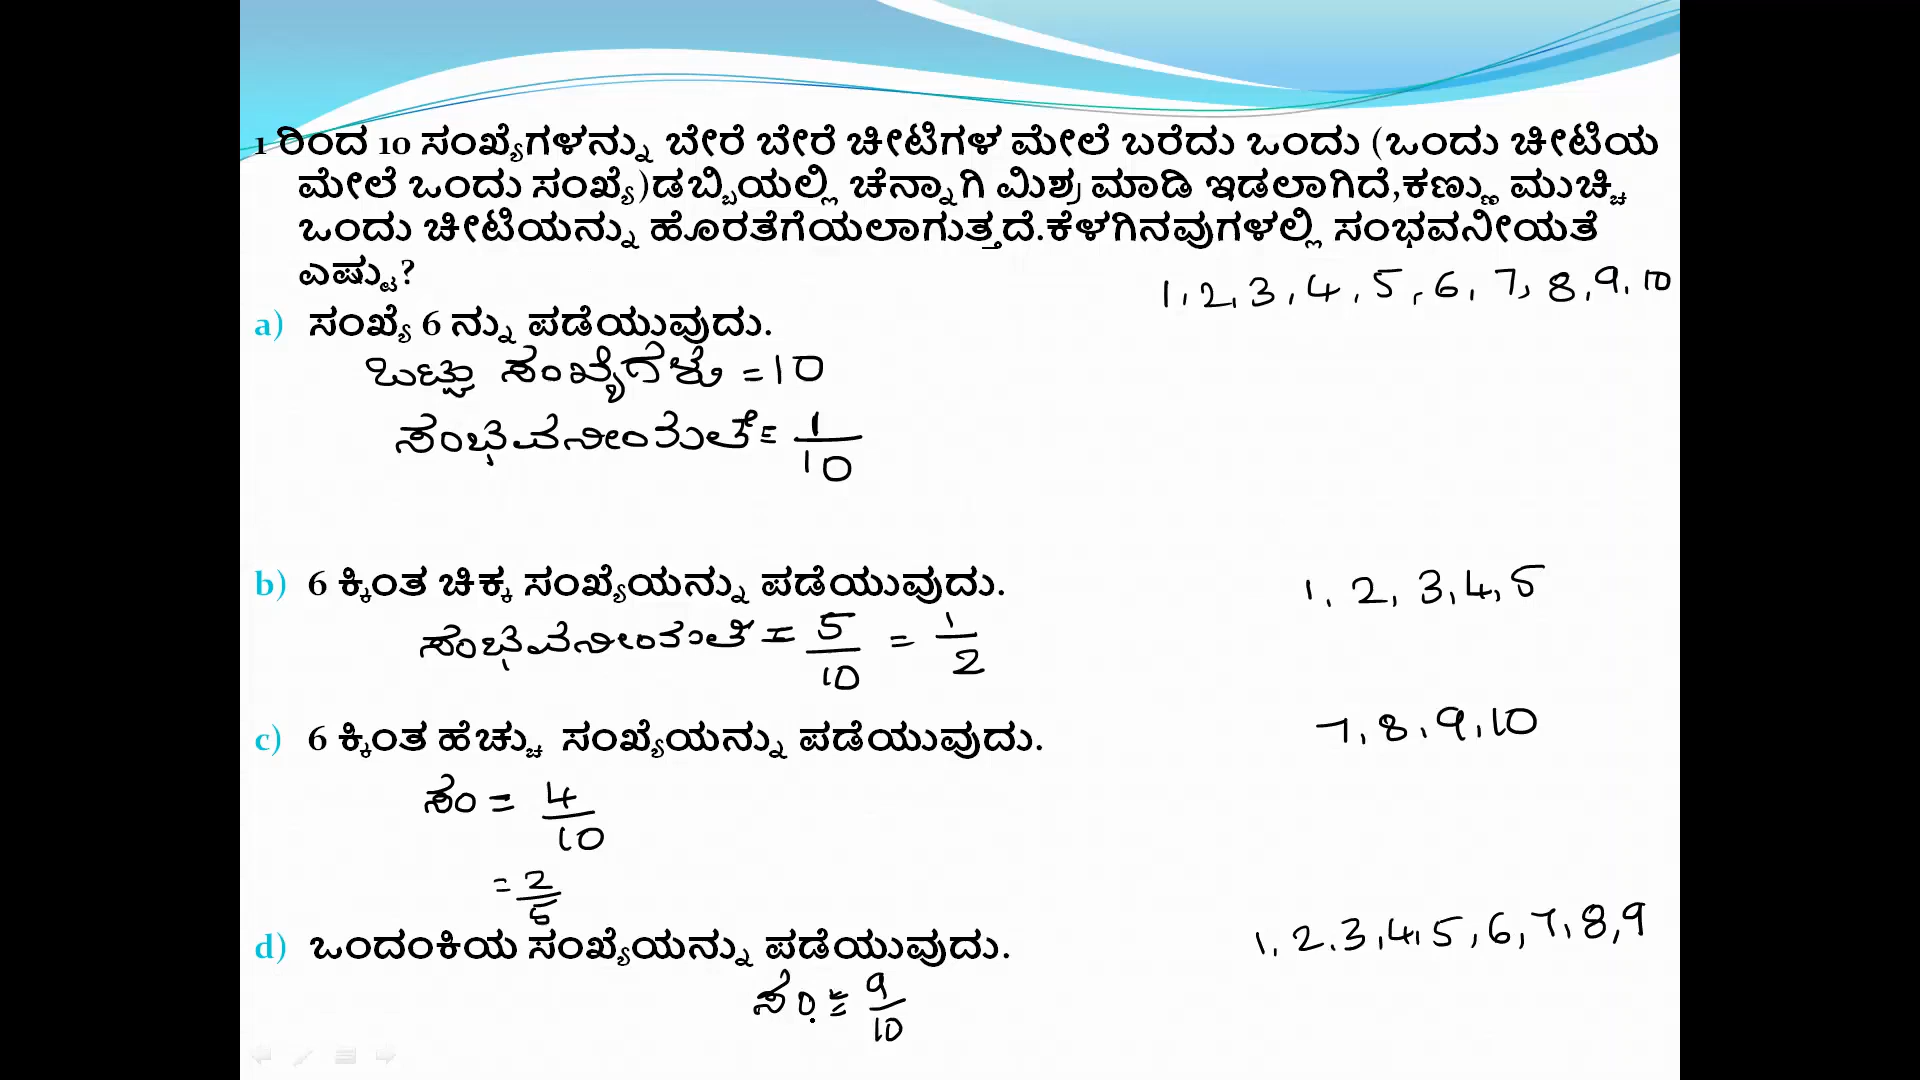 1 ರಿಂದ 10 ಸಂಖ್ಯೆಗಳನ್ನು ಬೇರೆ ಬೇರೆ ಚೀಟಿಗಳ ಮೇಲೆ ಬರೆದು ಒಂದು (ಒಂದು ಚೀಟಿಯ
ಮೇಲೆ ಒಂದು ಸಂಖ್ಯೆ)ಡಬ್ಬಿಯಲ್ಲಿ ಚೆನ್ನಾಗಿ ಮಿಶ್ರ ಮಾಡಿ ಇಡಲಾಗಿದೆ,ಕಣ್ಣು ಮುಚ್ಚಿ
ಒಂದು ಚೀಟಿಯನ್ನು ಹೊರತೆಗೆಯಲಾಗುತ್ತದೆ.ಕೆಳಗಿನವುಗಳಲ್ಲಿ ಸಂಭವನೀಯತೆ
ಎಷ್ಟು?
1, 2, 3, 4, 5, 6, 7, 8, 9, 10
a) ಸಂಖ್ಯೆ 6 ನ್ನು ಪಡೆಯುವುದು.
ಒಟ್ಟು ಸಂಖ್ಯೆಗಳು = 10
ಸಂಭವನೀಯತೆ = 1/10
b) 6 ಕ್ಕಿಂತ ಚಿಕ್ಕ ಸಂಖ್ಯೆಯನ್ನು ಪಡೆಯುವುದು. 1, 2, 3, 4, 5
ಸಂಭವನೀಯತೆ = 5/10 = 1/2
c) 6 ಕ್ಕಿಂತ ಹೆಚ್ಚು ಸಂಖ್ಯೆಯನ್ನು ಪಡೆಯುವುದು. 7, 8, 9, 10
ಸಂ = 4/10
= 2/5
d) ಒಂದಂಕಿಯ ಸಂಖ್ಯೆಯನ್ನು ಪಡೆಯುವುದು. 1, 2, 3, 4, 5, 6, 7, 8, 9
ಸಂ = 9/10